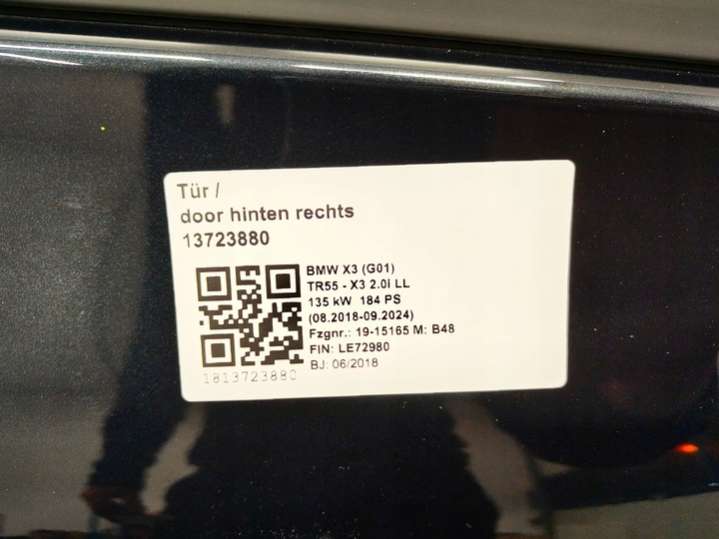 Tür /
door hinten rechts
13723880
BMW X3 (G01)
TR55 - X3 2.0i LL
135 kW 184 PS
(08.2018-09.2024)
Fzgnr.: 19-15165 M: B48
FIN: LE72980
BJ: 06/2018
1813723880